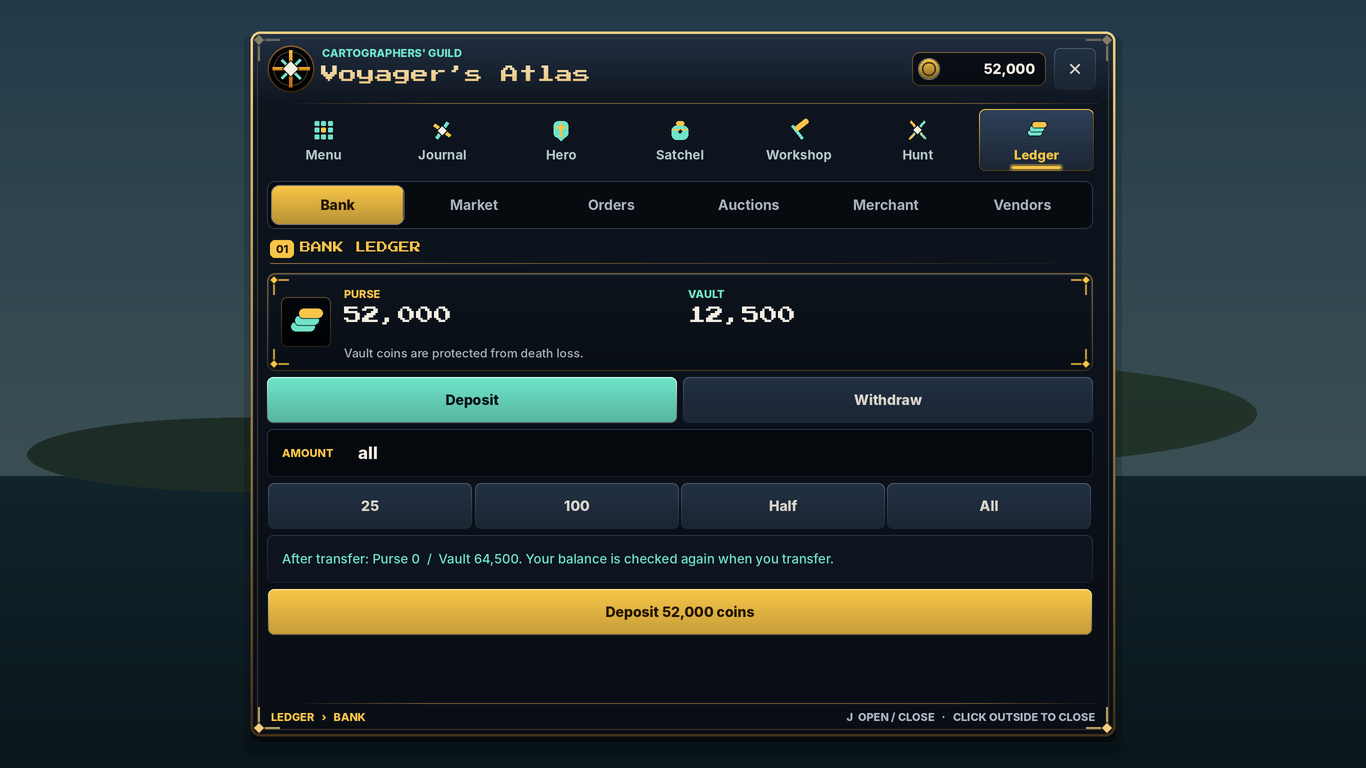 CARTOGRAPHERS' GUILD
Voyager's Atlas
52,000
×
Menu
Journal
Hero
Satchel
Workshop
Hunt
Ledger
Bank
Market
Orders
Auctions
Merchant
Vendors
01 BANK LEDGER
PURSE
52,000
VAULT
12,500
Vault coins are protected from death loss.
Deposit
Withdraw
AMOUNT all
25
100
Half
All
After transfer: Purse 0 / Vault 64,500. Your balance is checked again when you transfer.
Deposit 52,000 coins
LEDGER › BANK
J OPEN / CLOSE · CLICK OUTSIDE TO CLOSE